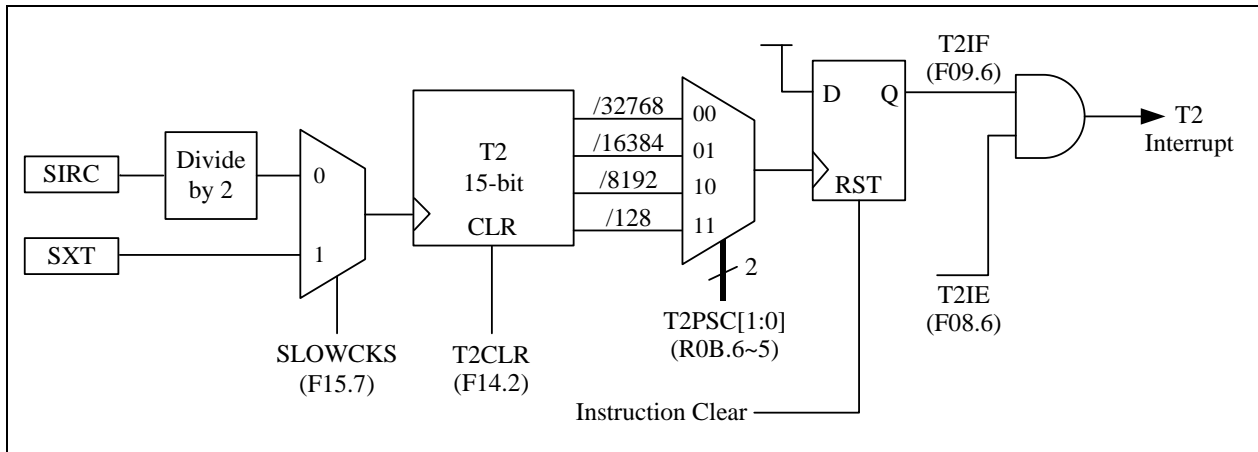 T2IF
(F09.6)
D
Q
RST
T2
Interrupt
/32768
/16384
/8192
/128
00
01
10
11
T2
15-bit
CLR
SIRC
Divide
by 2
0
1
SXT
2
T2IE
(F08.6)
SLOWCKS
(F15.7)
T2CLR
(F14.2)
T2PSC[1:0]
(R0B.6~5)
Instruction Clear